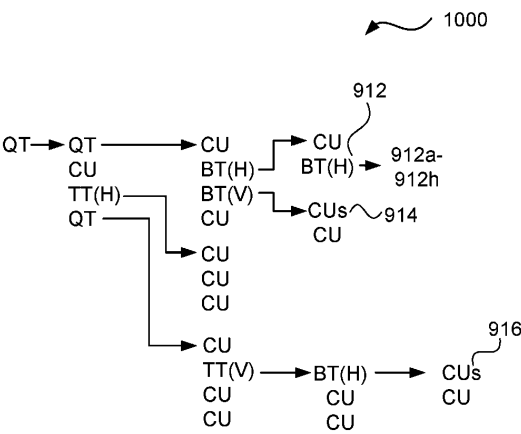 1000
912
QT QT CU CU
CU BT(H) BT(H) 912a-
912h
TT(H) BT(V)
QT CU CUs 914
CU
CU
CU
CU
916
CU
TT(V) BT(H) CUs
CU CU CU
CU CU